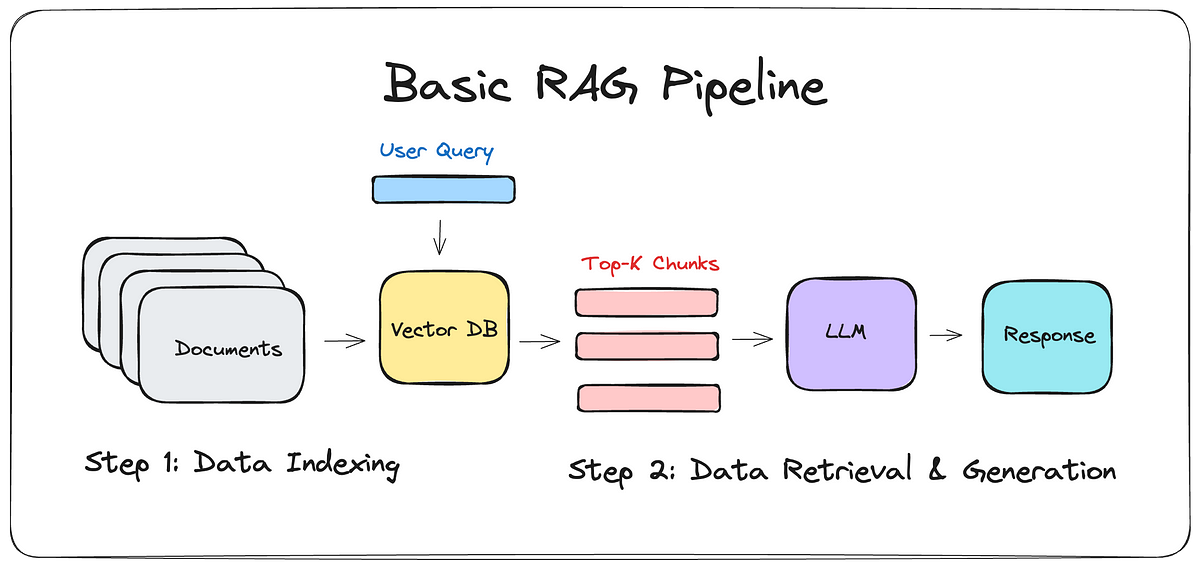 Basic RAG Pipeline
User Query
Top-K Chunks
Documents
Vector DB
LLM
Response
Step 1: Data Indexing
Step 2: Data Retrieval & Generation